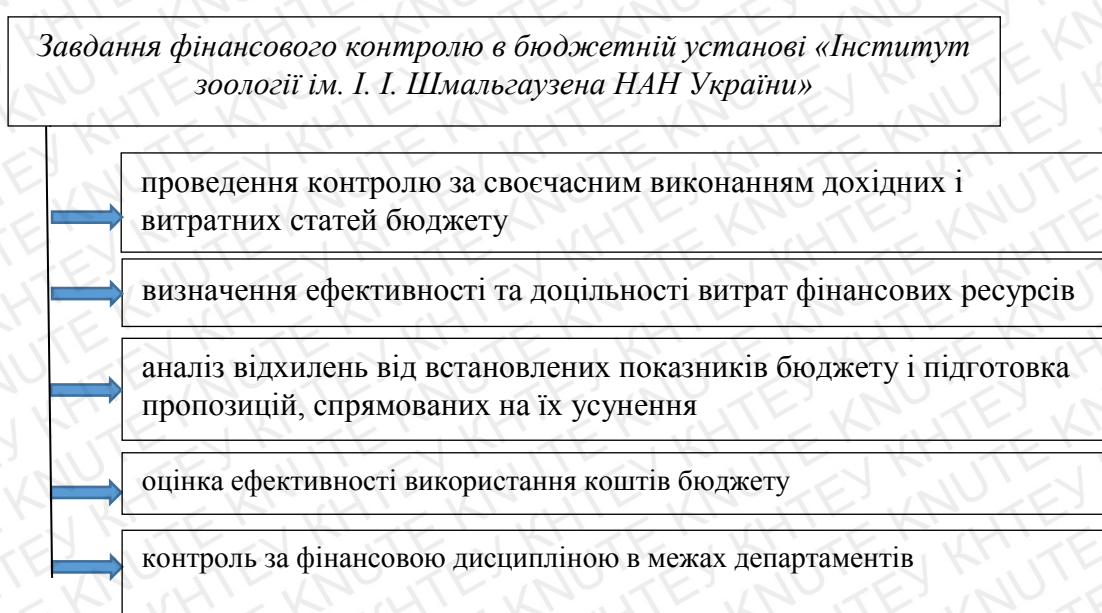 Завдання фінансового контролю в бюджетній установі «Інститут
зоології ім. І. І. Шмальгаузена НАН України»
проведення контролю за своєчасним виконанням дохідних і
витратних статей бюджету
визначення ефективності та доцільності витрат фінансових ресурсів
аналіз відхилень від встановлених показників бюджету і підготовка
пропозицій, спрямованих на їх усунення
оцінка ефективності використання коштів бюджету
контроль за фінансовою дисципліною в межах департаментів